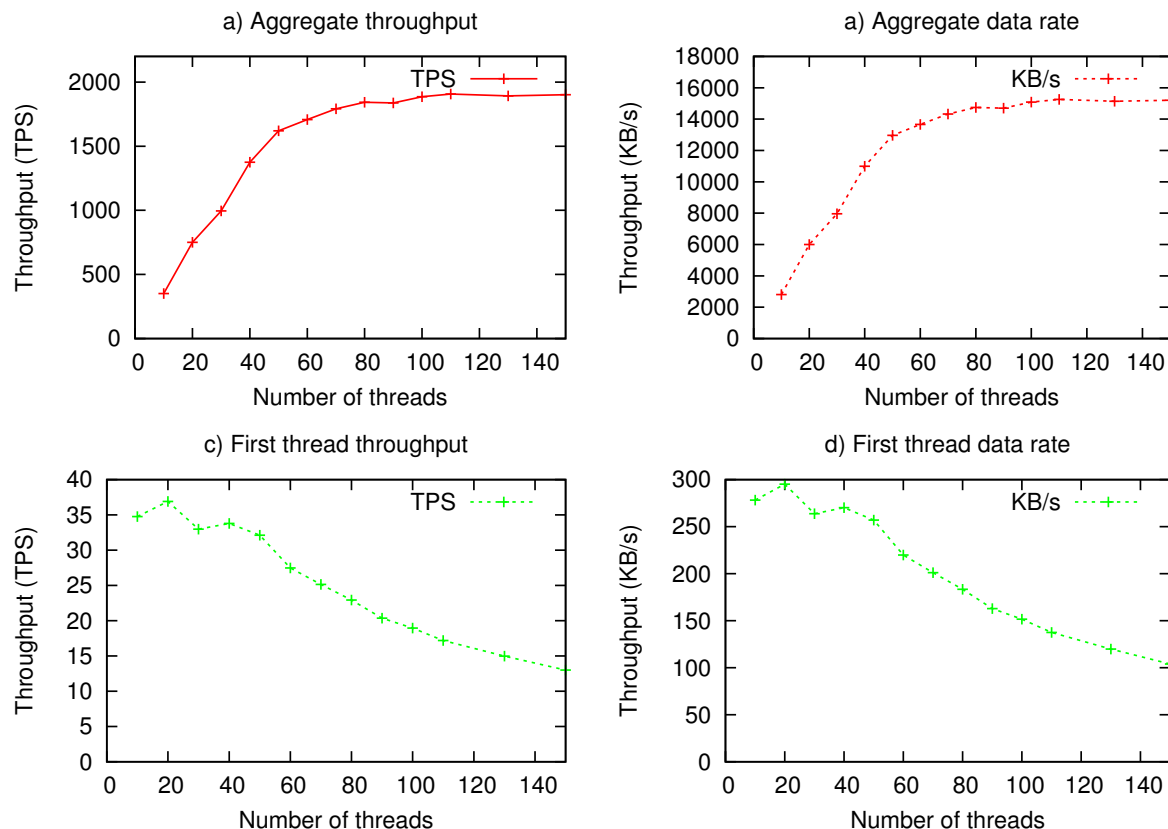 a) Aggregate throughput
TPS
Throughput (TPS)
2000
1500
1000
500
0
0 20 40 60 80 100 120 140
Number of threads
a) Aggregate data rate
KB/s
Throughput (KB/s)
18000
16000
14000
12000
10000
8000
6000
4000
2000
0
0 20 40 60 80 100 120 140
Number of threads
c) First thread throughput
TPS
Throughput (TPS)
40
35
30
25
20
15
10
5
0
0 20 40 60 80 100 120 140
Number of threads
d) First thread data rate
KB/s
Throughput (KB/s)
300
250
200
150
100
50
0
0 20 40 60 80 100 120 140
Number of threads